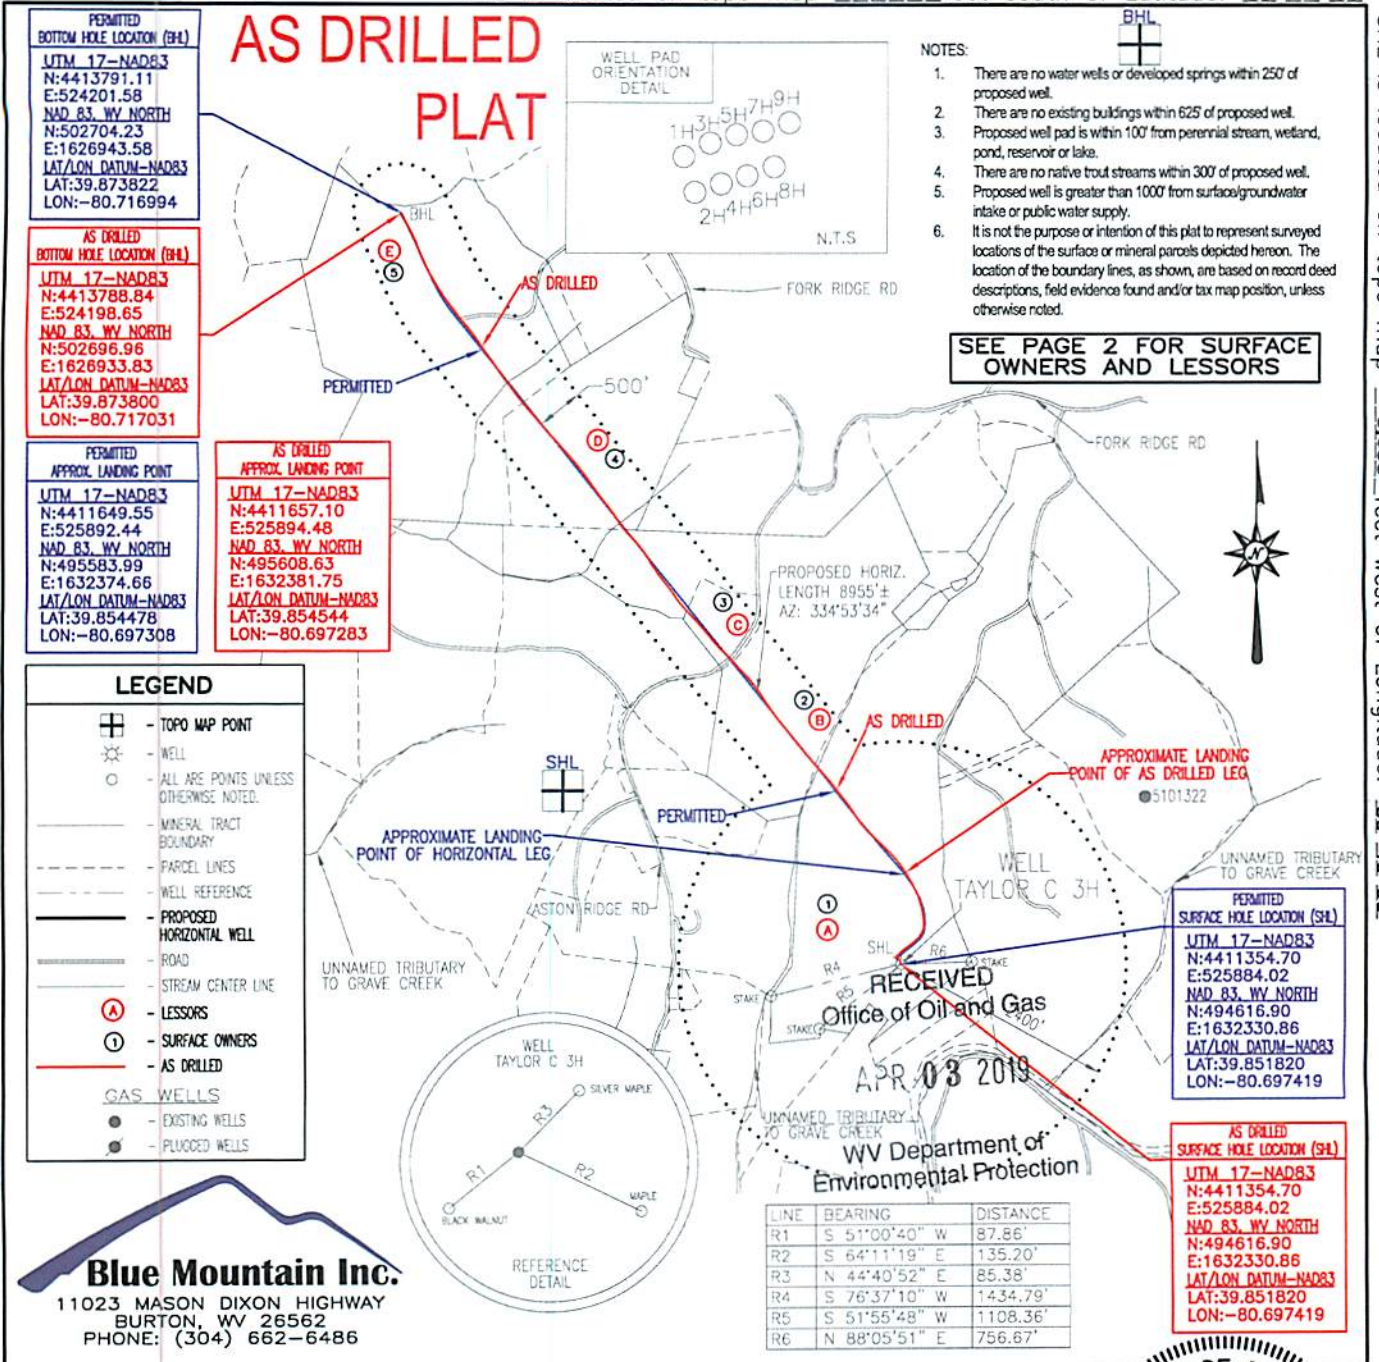 AS DRILLED
PLAT
PERMITTED
BOTTOM HOLE LOCATION (BHL)
UTM 17-NAD83
N:4413791.11
E:524201.58
NAD 83, WV NORTH
N:502704.23
E:1626943.58
LAT/LON DATUM-NAD83
LAT:39.873822
LON:-80.716994
AS DRILLED
BOTTOM HOLE LOCATION (BHL)
UTM 17-NAD83
N:4413788.84
E:524198.65
NAD 83, WV NORTH
N:502696.96
E:1626933.83
LAT/LON DATUM-NAD83
LAT:39.873800
LON:-80.717031
PERMITTED
APPROX. LANDING POINT
UTM 17-NAD83
N:4411649.55
E:525892.44
NAD 83, WV NORTH
N:495583.99
E:1632374.66
LAT/LON DATUM-NAD83
LAT:39.854478
LON:-80.697308
AS DRILLED
APPROX. LANDING POINT
UTM 17-NAD83
N:4411657.10
E:525894.48
NAD 83, WV NORTH
N:495608.63
E:1632381.75
LAT/LON DATUM-NAD83
LAT:39.854544
LON:-80.697283
WELL PAD
ORIENTATION
DETAIL
1H 3H 5H 7H 9H
2H 4H 6H 8H
N.T.S
BHL
NOTES:
1. There are no water wells or developed springs within 250' of
proposed well.
2. There are no existing buildings within 625' of proposed well.
3. Proposed well pad is within 100' from perennial stream, wetland,
pond, reservoir or lake.
4. There are no native trout streams within 300' of proposed well.
5. Proposed well is greater than 1000' from surface/groundwater
intake or public water supply.
6. It is not the purpose or intention of this plat to represent surveyed
locations of the surface or mineral parcels depicted hereon. The
location of the boundary lines, as shown, are based on record deed
descriptions, field evidence found and/or tax map position, unless
otherwise noted.
SEE PAGE 2 FOR SURFACE
OWNERS AND LESSORS
BHL
E
5
AS DRILLED
FORK RIDGE RD
PERMITTED
500'
D
4
FORK RIDGE RD
N
PROPOSED HORIZ.
LENGTH 8955'±
AZ: 334°53'34"
3
C
2
B
AS DRILLED
APPROXIMATE LANDING
POINT OF AS DRILLED LEG
5101322
SHL
PERMITTED
APPROXIMATE LANDING
POINT OF HORIZONTAL LEG
WELL
TAYLOR C 3H
UNNAMED TRIBUTARY
TO GRAVE CREEK
ASTON RIDGE RD
1
A
SHL
R6
STAKE
R4
R5
STAKE
STAKE
2400'
UNNAMED TRIBUTARY
TO GRAVE CREEK
RECEIVED
Office of Oil and Gas
APR 03 2019
UNNAMED TRIBUTARY
TO GRAVE CREEK
WV Department of
Environmental Protection
LEGEND
- TOPO MAP POINT
- WELL
- ALL ARE POINTS UNLESS
OTHERWISE NOTED.
- MINERAL TRACT
BOUNDARY
- PARCEL LINES
- WELL REFERENCE
- PROPOSED
HORIZONTAL WELL
- ROAD
- STREAM CENTER LINE
A - LESSORS
1 - SURFACE OWNERS
- AS DRILLED
GAS WELLS
- EXISTING WELLS
- PLUGGED WELLS
WELL
TAYLOR C 3H
SILVER MAPLE
R3
R1
R2
BLACK WALNUT
MAPLE
REFERENCE
DETAIL
PERMITTED
SURFACE HOLE LOCATION (SHL)
UTM 17-NAD83
N:4411354.70
E:525884.02
NAD 83, WV NORTH
N:494616.90
E:1632330.86
LAT/LON DATUM-NAD83
LAT:39.851820
LON:-80.697419
AS DRILLED
SURFACE HOLE LOCATION (SHL)
UTM 17-NAD83
N:4411354.70
E:525884.02
NAD 83, WV NORTH
N:494616.90
E:1632330.86
LAT/LON DATUM-NAD83
LAT:39.851820
LON:-80.697419
LINE BEARING DISTANCE
R1 S 51°00'40" W 87.86'
R2 S 64°11'19" E 135.20'
R3 N 44°40'52" E 85.38'
R4 S 76°37'10" W 1434.79'
R5 S 51°55'48" W 1108.36'
R6 N 88°05'51" E 756.67'
Blue Mountain Inc.
11023 MASON DIXON HIGHWAY
BURTON, WV 26562
PHONE: (304) 662-6486